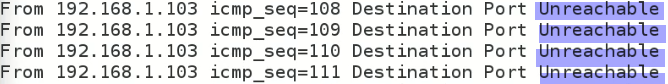 From 192.168.1.103 icmp_seq=108 Destination Port Unreachable
From 192.168.1.103 icmp_seq=109 Destination Port Unreachable
From 192.168.1.103 icmp_seq=110 Destination Port Unreachable
From 192.168.1.103 icmp_seq=111 Destination Port Unreachable